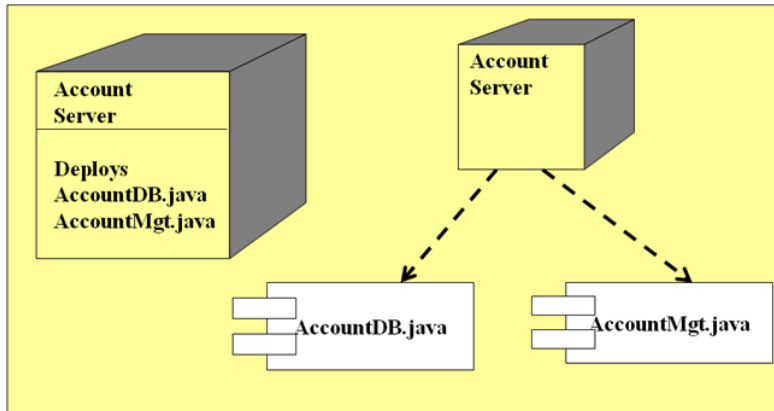 Account
Server
Deploys
AccountDB.java
AccountMgt.java
Account
Server
AccountDB.java
AccountMgt.java